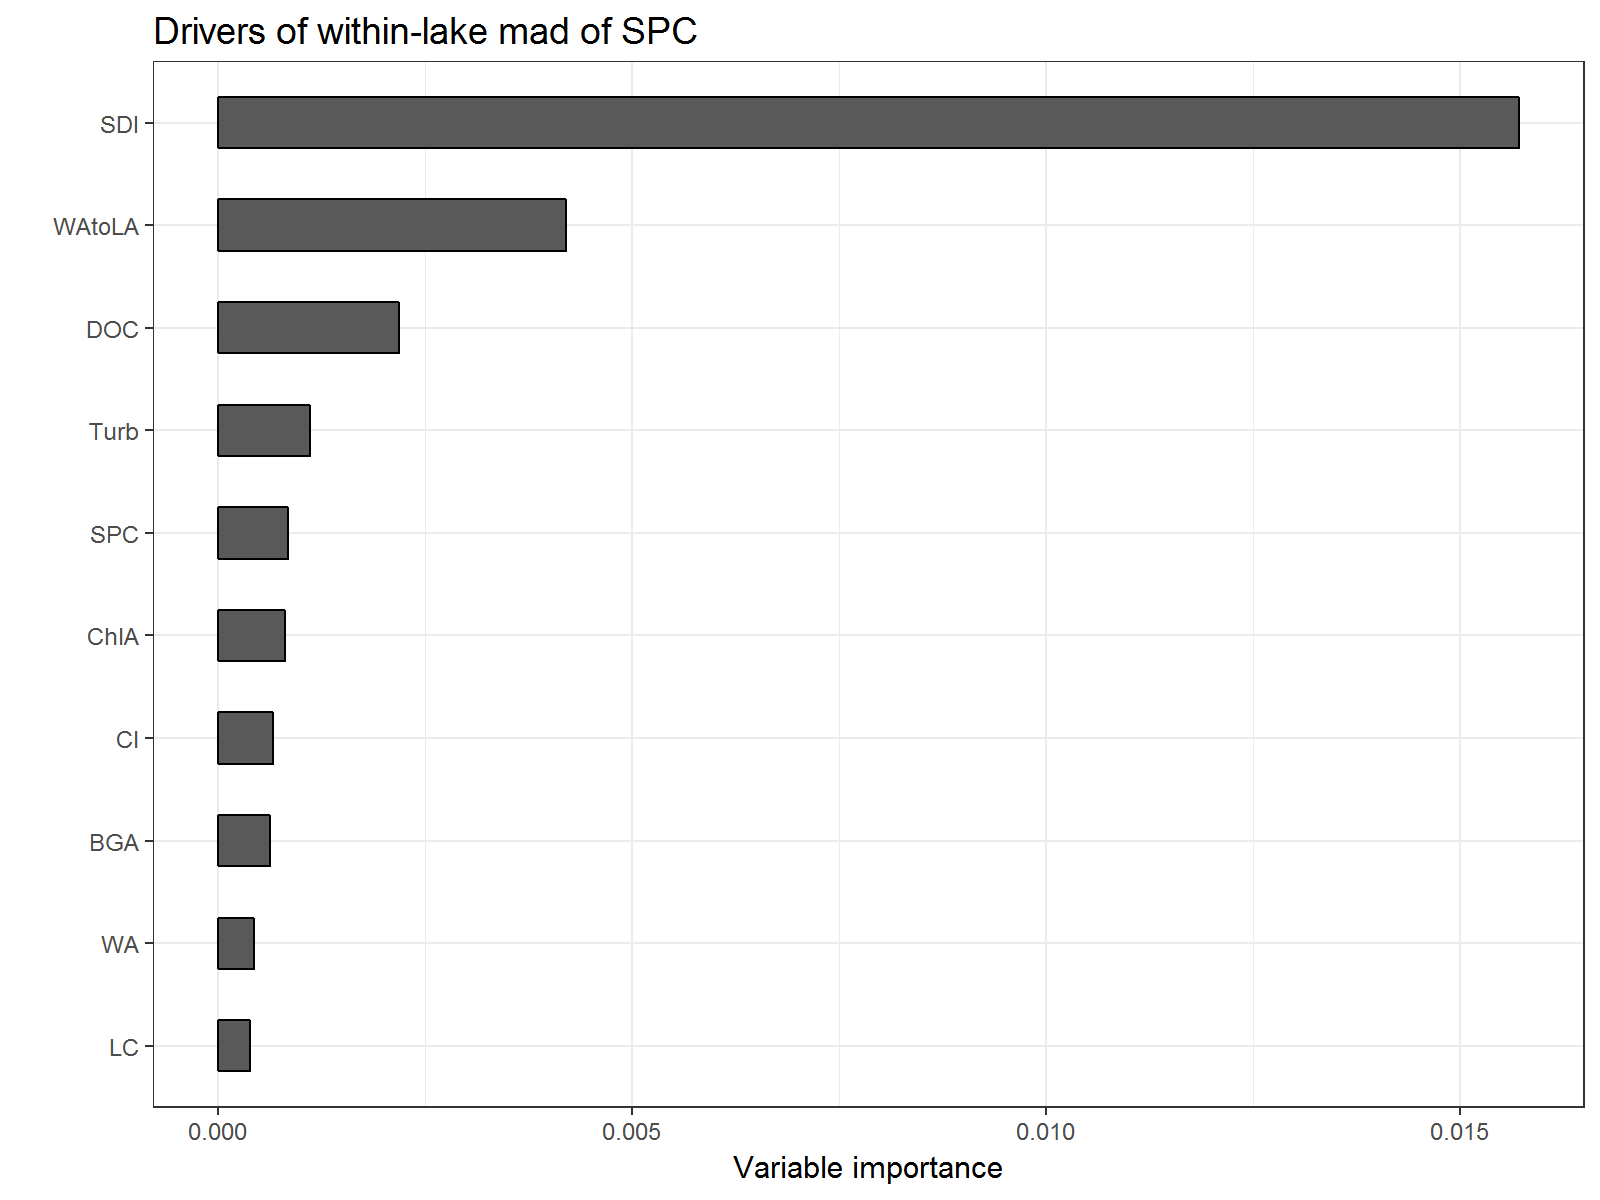 Drivers of within-lake mad of SPC
SDI
WAtoLA
DOC
Turb
SPC
ChlA
CI
BGA
WA
LC
0.000 0.005 0.010 0.015
Variable importance